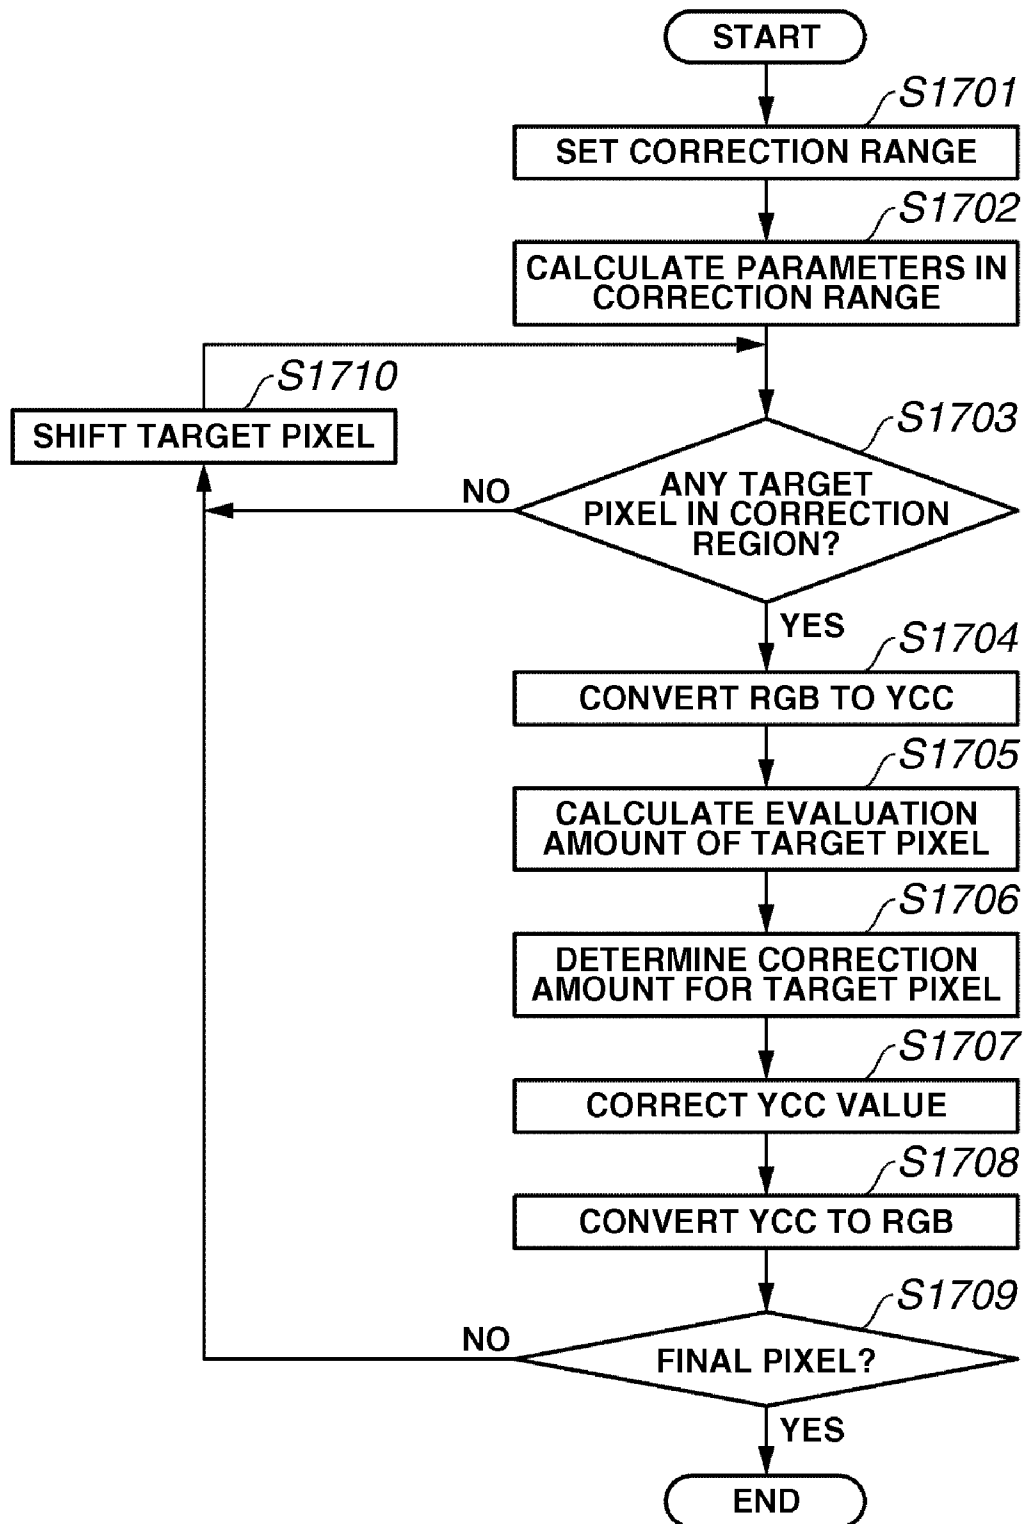 START
S1701
SET CORRECTION RANGE
S1702
CALCULATE PARAMETERS IN
CORRECTION RANGE
S1710
SHIFT TARGET PIXEL
S1703
ANY TARGET
PIXEL IN CORRECTION
REGION?
NO
YES
S1704
CONVERT RGB TO YCC
S1705
CALCULATE EVALUATION
AMOUNT OF TARGET PIXEL
S1706
DETERMINE CORRECTION
AMOUNT FOR TARGET PIXEL
S1707
CORRECT YCC VALUE
S1708
CONVERT YCC TO RGB
S1709
FINAL PIXEL?
NO
YES
END